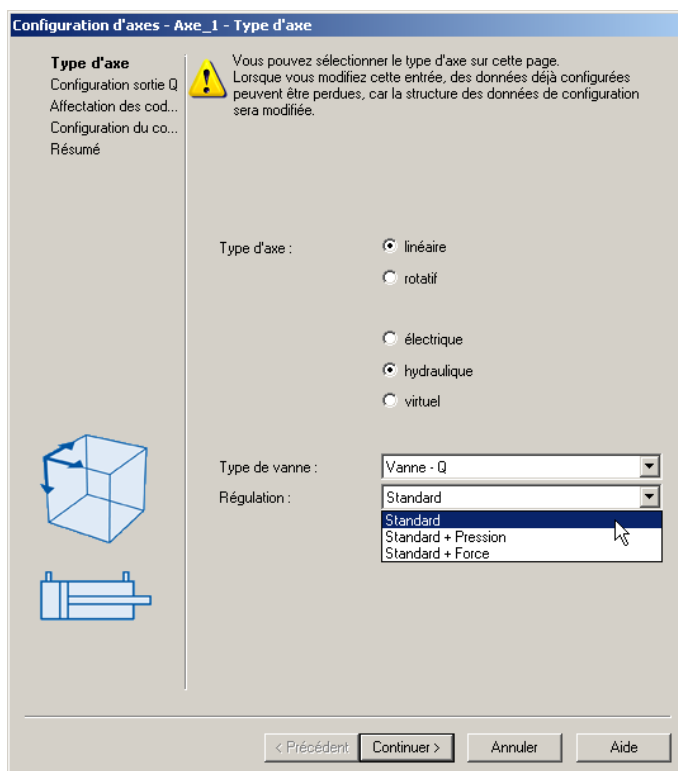 Configuration d'axes - Axe_1 - Type d'axe
Type d'axe
Configuration sortie Q
Affectation des cod...
Configuration du co...
Résumé
Vous pouvez sélectionner le type d'axe sur cette page.
Lorsque vous modifiez cette entrée, des données déjà configurées
peuvent être perdues, car la structure des données de configuration
sera modifiée.
Type d'axe :
linéaire
rotatif
électrique
hydraulique
virtuel
Type de vanne :
Vanne - Q
Régulation :
Standard
Standard
Standard + Pression
Standard + Force
< Précédent
Continuer >
Annuler
Aide